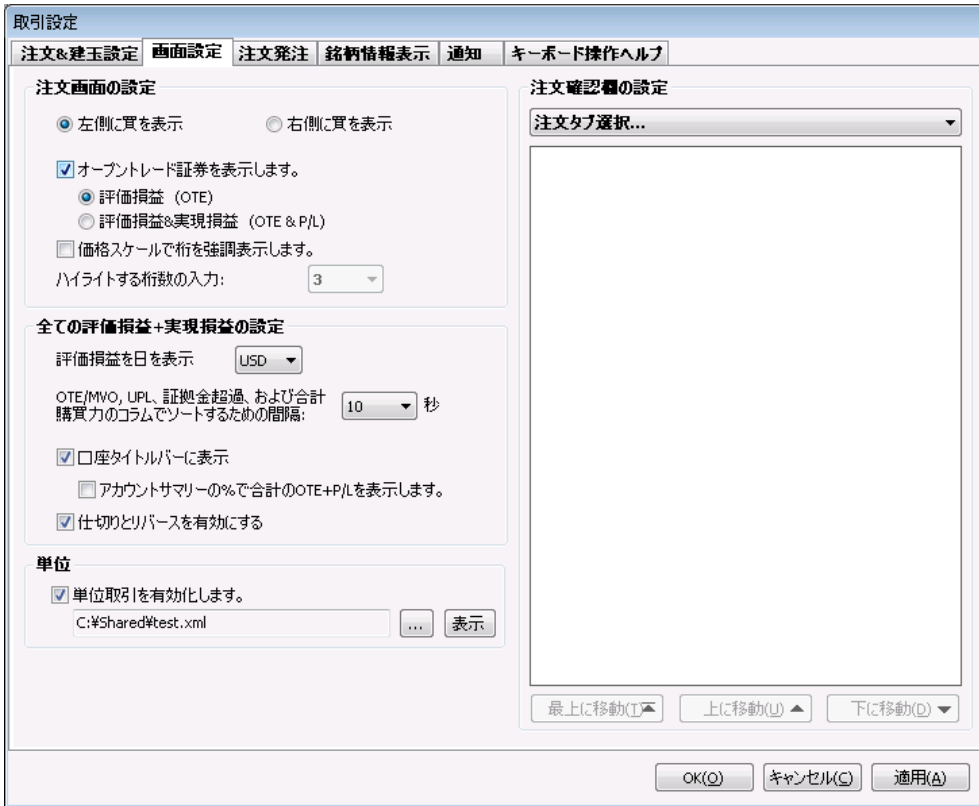 取引設定
注文&建玉設定 画面設定 注文発注 銘柄情報表示 通知 キーボード操作ヘルプ
注文画面の設定
左側に買を表示 右側に買を表示
オープントレード証券を表示します。
評価損益 (OTE)
評価損益&実現損益 (OTE & P/L)
価格スケールで桁を強調表示します。
ハイライトする桁数の入力: 3
全ての評価損益+実現損益の設定
評価損益を日を表示 USD
OTE/MVO, UPL、証拠金超過、および合計
購買力のコラムでソートするための間隔: 10 秒
口座タイトルバーに表示
アカウントサマリーの%で合計のOTE+P/Lを表示します。
仕切りとリバースを有効にする
単位
単位取引を有効化します。
C:¥Shared¥test.xml ... 表示
注文確認欄の設定
注文タブ選択...
最上に移動(T) 上に移動(U) 下に移動(D)
OK(O) キャンセル(C) 適用(A)